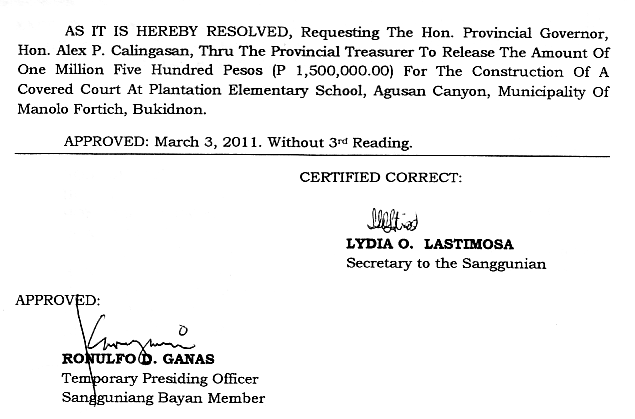 AS IT IS HEREBY RESOLVED, Requesting The Hon. Provincial Governor,
Hon. Alex P. Calingasan, Thru The Provincial Treasurer To Release The Amount Of
One Million Five Hundred Pesos (P 1,500,000.00) For The Construction Of A
Covered Court At Plantation Elementary School, Agusan Canyon, Municipality Of
Manolo Fortich, Bukidnon.
APPROVED: March 3, 2011. Without 3rd Reading.
CERTIFIED CORRECT:
LYDIA O. LASTIMOSA
Secretary to the Sanggunian
APPROVED:
RONULFO D. GANAS
Temporary Presiding Officer
Sangguniang Bayan Member